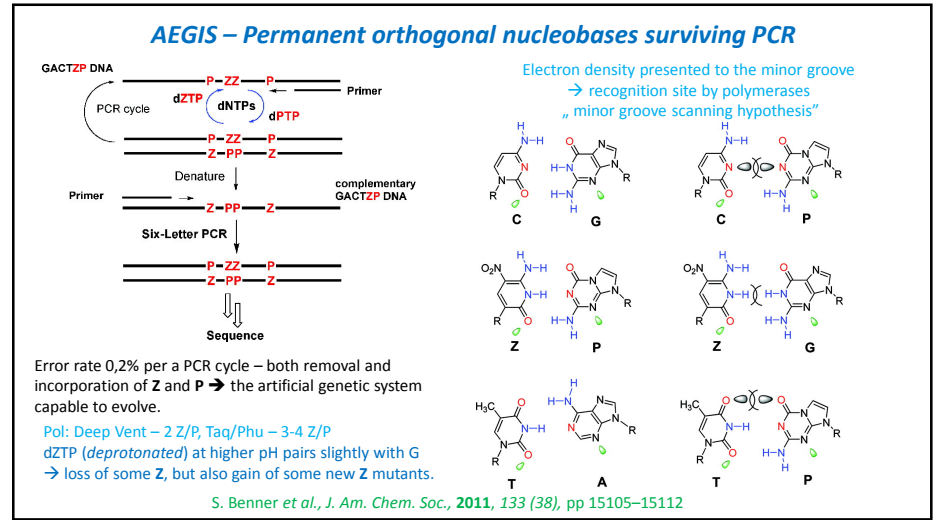 AEGIS – Permanent orthogonal nucleobases surviving PCR
GACTZP DNA
P ZZ P
dZTP
dNTPs
Primer
PCR cycle
dPTP
P ZZ P
Z PP Z
Denature
Primer
complementary
GACTZP DNA
Z PP Z
Six-Letter PCR
P ZZ P
Z PP Z
Sequence
Error rate 0,2% per a PCR cycle – both removal and
incorporation of Z and P → the artificial genetic system
capable to evolve.
Pol: Deep Vent – 2 Z/P, Taq/Phu – 3-4 Z/P
dZTP (deprotonated) at higher pH pairs slightly with G
→ loss of some Z, but also gain of some new Z mutants.
Electron density presented to the minor groove
→ recognition site by polymerases
„ minor groove scanning hypothesis”
H
N-H
N
N
R
O
C
O
N
H-N
N
N
R
N-H
H
G
H
N-H
N
N
R
O
C
O
N
N
N
N
R
H-N
H
P
O₂N
H
N-H
N-H
R
O
Z
O
N
N
N
N
R
N-H
H
P
O₂N
H
N-H
N-H
R
O
Z
O
N
H-N
N
N
R
H-N
H
G
H₃C
O
N-H
N
R
O
T
H
H-N
N
N
N
N
R
A
H₃C
O
N-H
N
R
O
T
O
N
N
N
N
R
H-N
H
P
S. Benner et al., J. Am. Chem. Soc., 2011, 133 (38), pp 15105–15112